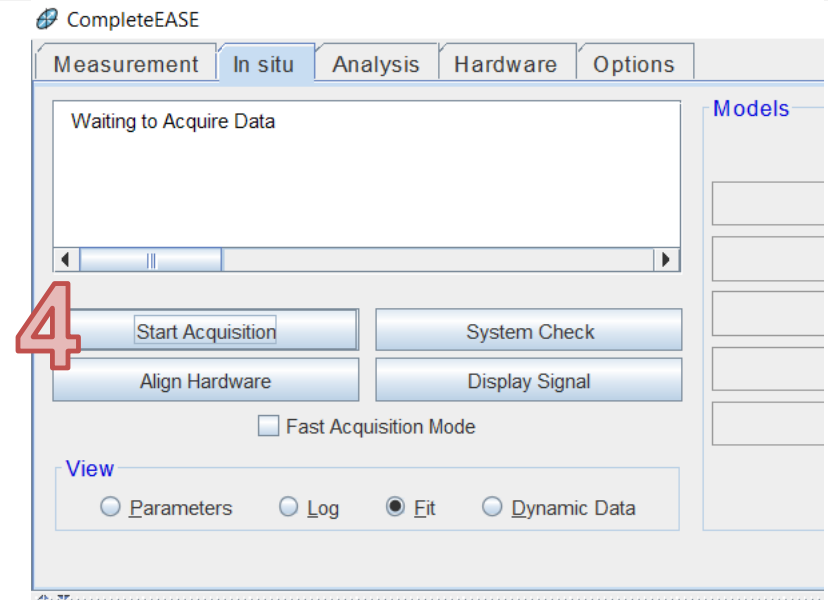 CompleteEASE
Measurement In situ Analysis Hardware Options
Waiting to Acquire Data
Models
4
Start Acquisition System Check
Align Hardware Display Signal
Fast Acquisition Mode
View
Parameters Log Fit Dynamic Data